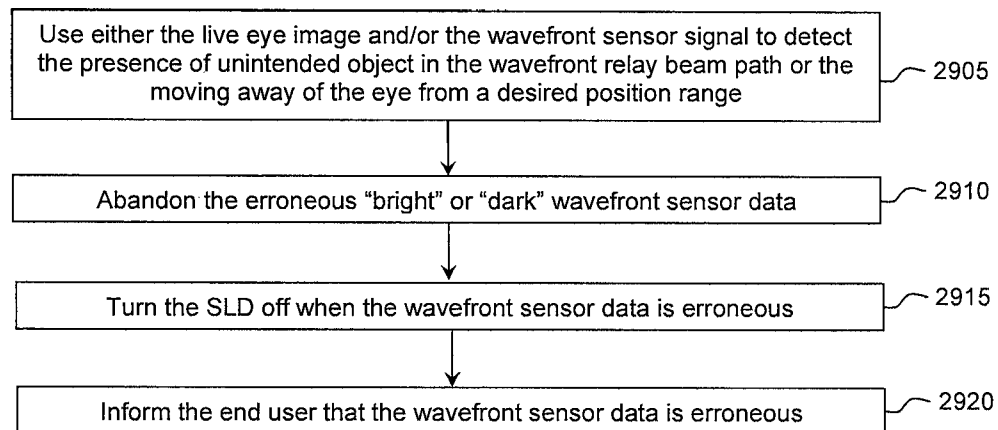 Use either the live eye image and/or the wavefront sensor signal to detect
the presence of unintended object in the wavefront relay beam path or the
moving away of the eye from a desired position range
2905
Abandon the erroneous “bright” or “dark” wavefront sensor data
2910
Turn the SLD off when the wavefront sensor data is erroneous
2915
Inform the end user that the wavefront sensor data is erroneous
2920